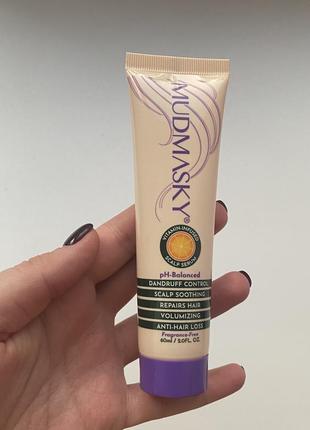 MUDMASKY®
VITAMIN-INFUSED
SCALP SERUM
pH-Balanced
DANDRUFF CONTROL
SCALP SOOTHING
REPAIRS HAIR
VOLUMIZING
ANTI-HAIR LOSS
Fragrance-Free
60ml / 2.0FL. OZ.